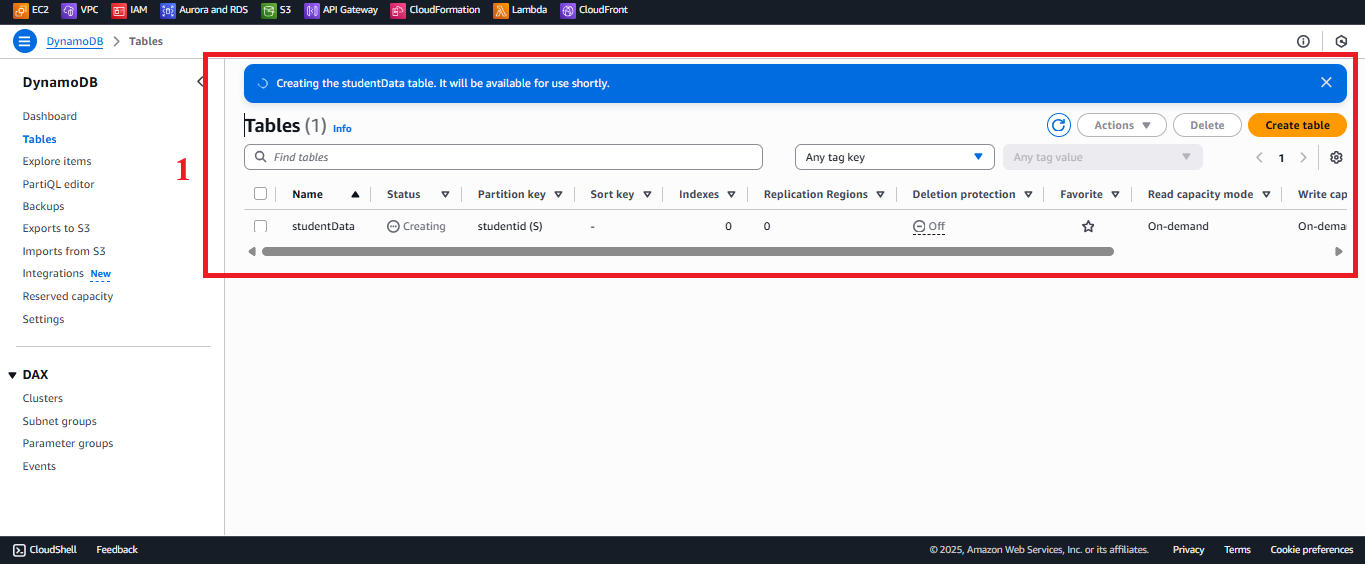 EC2 VPC IAM Aurora and RDS S3 API Gateway CloudFormation Lambda CloudFront
DynamoDB > Tables
DynamoDB
Dashboard
Tables
Explore items
PartiQL editor
Backups
Exports to S3
Imports from S3
Integrations New
Reserved capacity
Settings
DAX
Clusters
Subnet groups
Parameter groups
Events
1
Creating the studentData table. It will be available for use shortly.
Tables (1) Info
Actions Delete Create table
Find tables Any tag key Any tag value 1
Name Status Partition key Sort key Indexes Replication Regions Deletion protection Favorite Read capacity mode Write cap
studentData Creating studentid (S) - 0 0 Off On-demand On-dema
CloudShell Feedback © 2025, Amazon Web Services, Inc. or its affiliates. Privacy Terms Cookie preferences